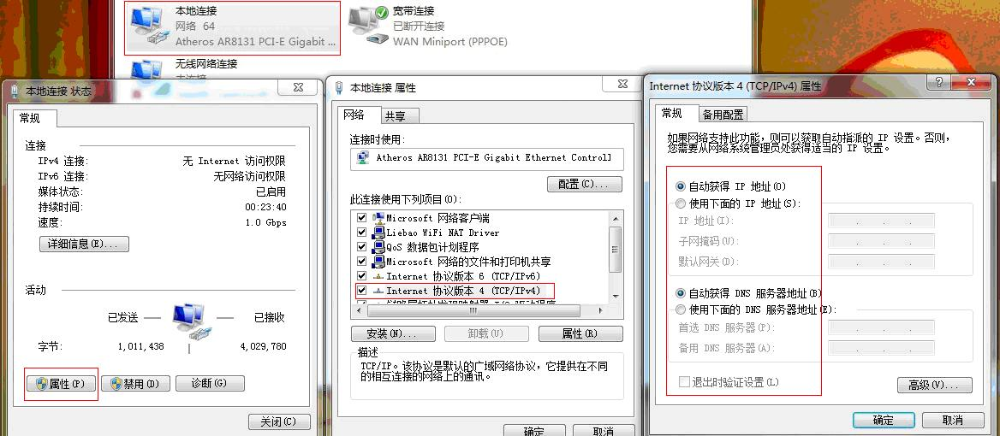 本地连接
网络  64
Atheros AR8131 PCI-E Gigabit ...
宽带连接
已断开连接
WAN Miniport (PPPOE)
无线网络连接
未连接
本地连接 状态
常规
连接
IPv4 连接: 无 Internet 访问权限
IPv6 连接: 无网络访问权限
媒体状态: 已启用
持续时间: 00:23:40
速度: 1.0 Gbps
详细信息(E)...
活动
已发送 — — 已接收
字节: 1,011,438 | 4,029,780
属性(P)
禁用(D)
诊断(G)
关闭(C)
本地连接 属性
网络
共享
连接时使用:
Atheros AR8131 PCI-E Gigabit Ethernet Controll
配置(C)...
此连接使用下列项目(O):
Microsoft 网络客户端
Liebao WiFi NAT Driver
QoS 数据包计划程序
Microsoft 网络的文件和打印机共享
Internet 协议版本 6 (TCP/IPv6)
Internet 协议版本 4 (TCP/IPv4)
安装(N)...
卸载(U)
属性(R)
描述
TCP/IP。该协议是默认的广域网络协议，它提供在不同
的相互连接的网络上的通讯。
确定
取消
Internet 协议版本 4 (TCP/IPv4) 属性
常规
备用配置
如果网络支持此功能，则可以获取自动指派的 IP 设置。否则，
您需要从网络系统管理员处获得适当的 IP 设置。
自动获得 IP 地址(O)
使用下面的 IP 地址(S):
IP 地址(I):
子网掩码(U):
默认网关(D):
自动获得 DNS 服务器地址(B)
使用下面的 DNS 服务器地址(E):
首选 DNS 服务器(P):
备用 DNS 服务器(A):
退出时验证设置(L)
高级(V)...
确定
取消